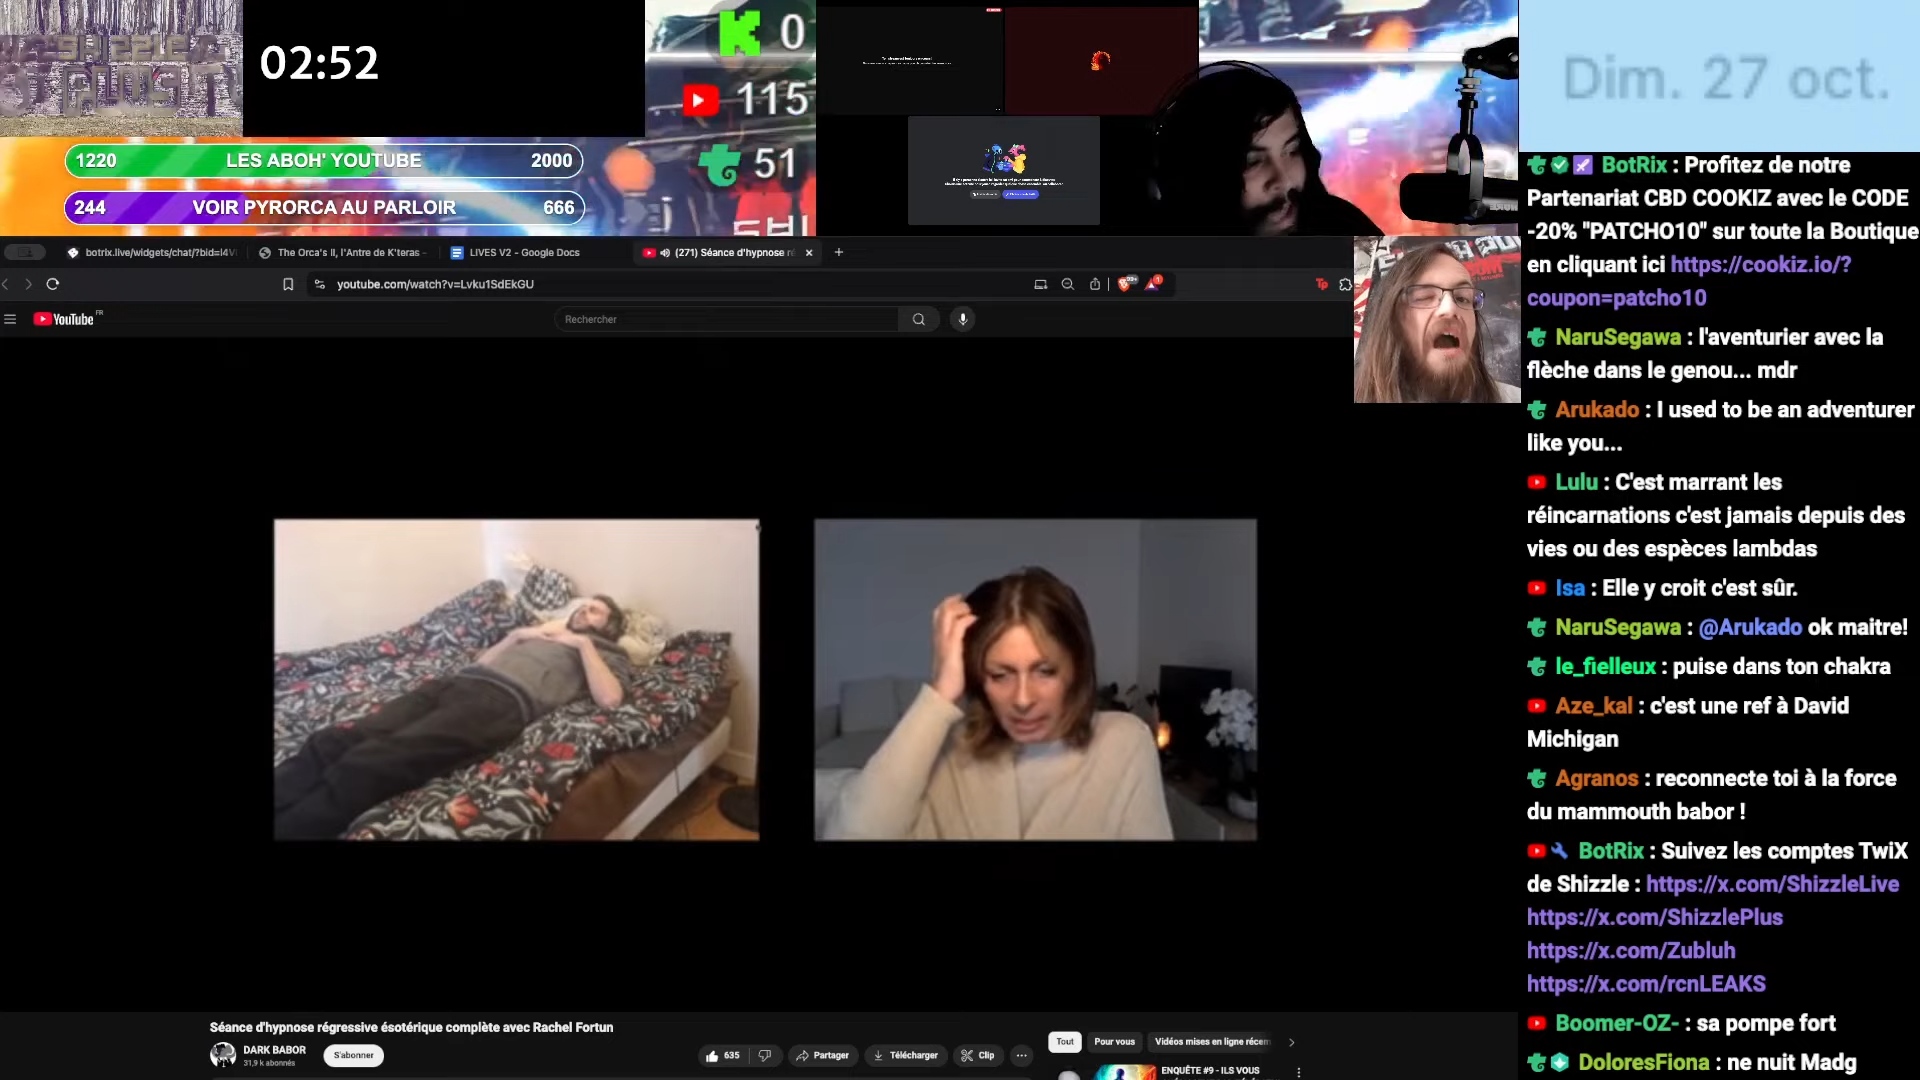 SHIZZLE
02:52
0
115
51
1220 LES ABOH' YOUTUBE 2000
244 VOIR PYRORCA AU PARLOIR 666
Dim. 27 oct.
botrix.live/widgets/chat/?bid=I4V
The Orca's II, l'Antre de K'teras -
LIVES V2 - Google Docs
(271) Séance d'hypnose ré
youtube.com/watch?v=Lvku1SdEkGU
YouTube FR
Rechercher
Séance d'hypnose régressive ésotérique complète avec Rachel Fortun
DARK BABOR
31,9 k abonnés
S'abonner
635
Partager
Télécharger
Clip
Tout
Pour vous
Vidéos mises en ligne récem
ENQUÊTE #9 - ILS VOUS
BotRix : Profitez de notre
Partenariat CBD COOKIZ avec le CODE
-20% "PATCHO10" sur toute la Boutique
en cliquant ici https://cookiz.io/?
coupon=patcho10
NaruSegawa : l'aventurier avec la
flèche dans le genou... mdr
Arukado : I used to be an adventurer
like you...
Lulu : C'est marrant les
réincarnations c'est jamais depuis des
vies ou des espèces lambdas
Isa : Elle y croit c'est sûr.
NaruSegawa : @Arukado ok maitre!
le_fielleux : puise dans ton chakra
Aze_kal : c'est une ref à David
Michigan
Agranos : reconnecte toi à la force
du mammouth babor !
BotRix : Suivez les comptes TwiX
de Shizzle : https://x.com/ShizzleLive
https://x.com/ShizzlePlus
https://x.com/Zubluh
https://x.com/rcnLEAKS
Boomer-OZ- : sa pompe fort
DoloresFiona : ne nuit Madg